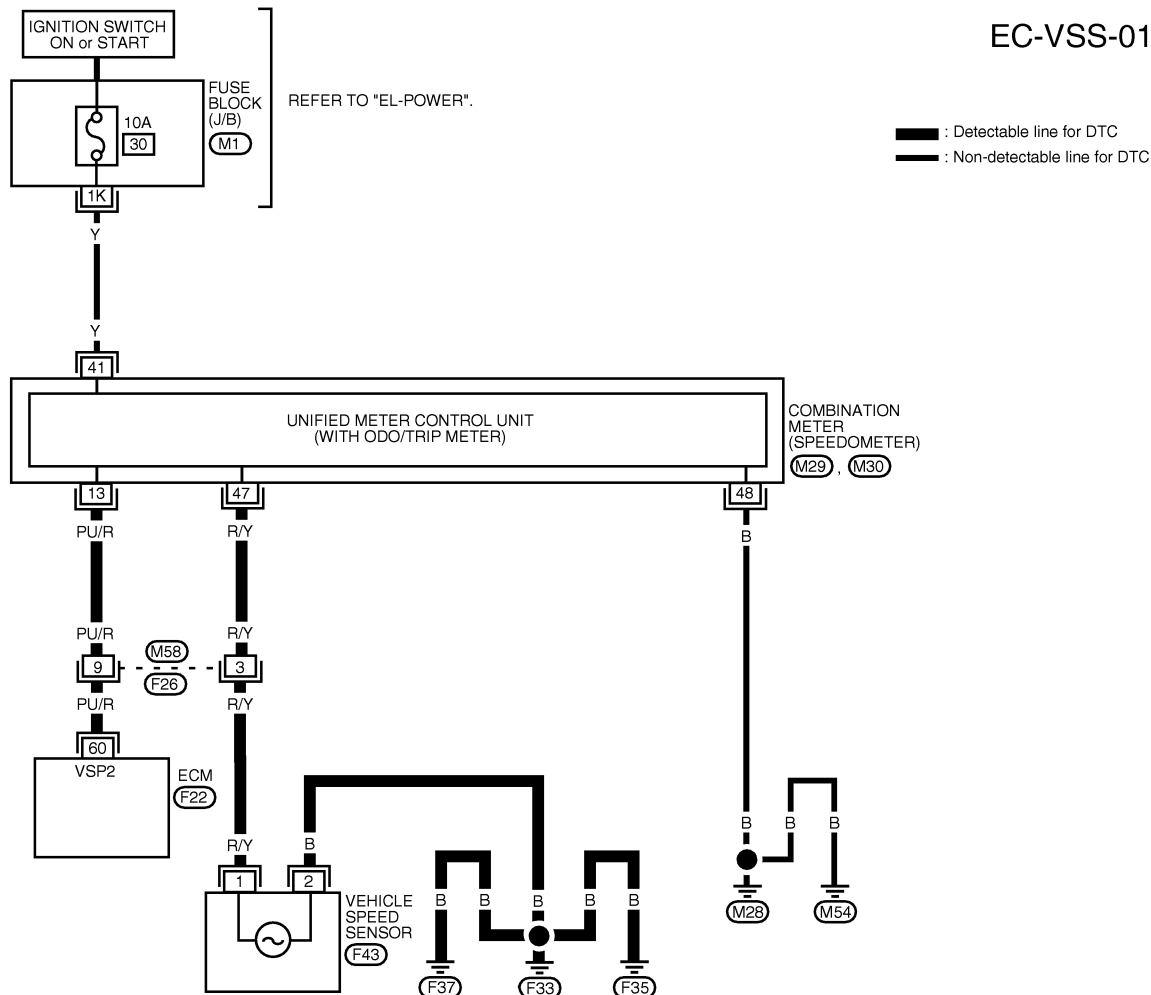 IGNITION SWITCH
ON or START
EC-VSS-01
FUSE
BLOCK
(J/B)
M1
10A
30
REFER TO "EL-POWER".
: Detectable line for DTC
: Non-detectable line for DTC
1K
Y
Y
41
UNIFIED METER CONTROL UNIT
(WITH ODO/TRIP METER)
COMBINATION
METER
(SPEEDOMETER)
M29 , M30
13
47
48
PU/R
R/Y
B
PU/R
R/Y
M58
9
3
F26
PU/R
R/Y
60
VSP2
ECM
F22
R/Y
B
B
B
B
1
2
VEHICLE
SPEED
SENSOR
F43
B
B
B
B
B
M28
M54
F37
F33
F35